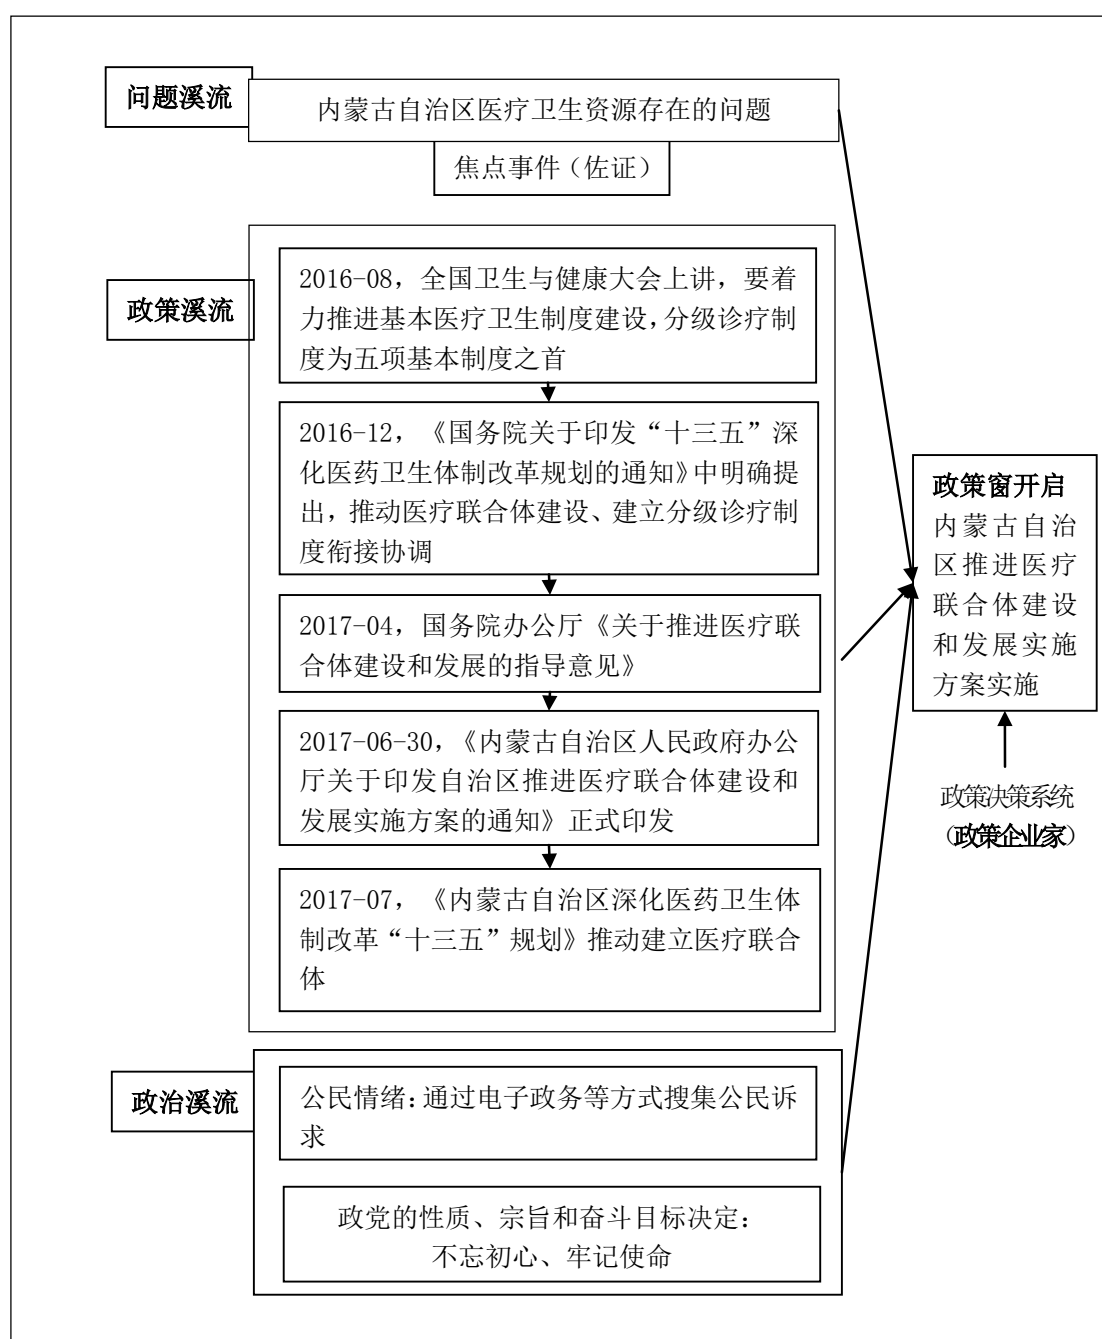 问题溪流
内蒙古自治区医疗卫生资源存在的问题
焦点事件（佐证）
政策溪流
2016-08，全国卫生与健康大会上讲，要着
力推进基本医疗卫生制度建设，分级诊疗制
度为五项基本制度之首
2016-12，《国务院关于印发“十三五”深
化医药卫生体制改革规划的通知》中明确提
出，推动医疗联合体建设、建立分级诊疗制
度衔接协调
2017-04，国务院办公厅《关于推进医疗联
合体建设和发展的指导意见》
2017-06-30，《内蒙古自治区人民政府办公
厅关于印发自治区推进医疗联合体建设和
发展实施方案的通知》正式印发
2017-07，《内蒙古自治区深化医药卫生体
制改革“十三五”规划》推动建立医疗联合
体
政治溪流
公民情绪：通过电子政务等方式搜集公民诉
求
政党的性质、宗旨和奋斗目标决定：
不忘初心、牢记使命
政策窗开启
内蒙古自治
区推进医疗
联合体建设
和发展实施
方案实施
政策决策系统
（政策企业家）